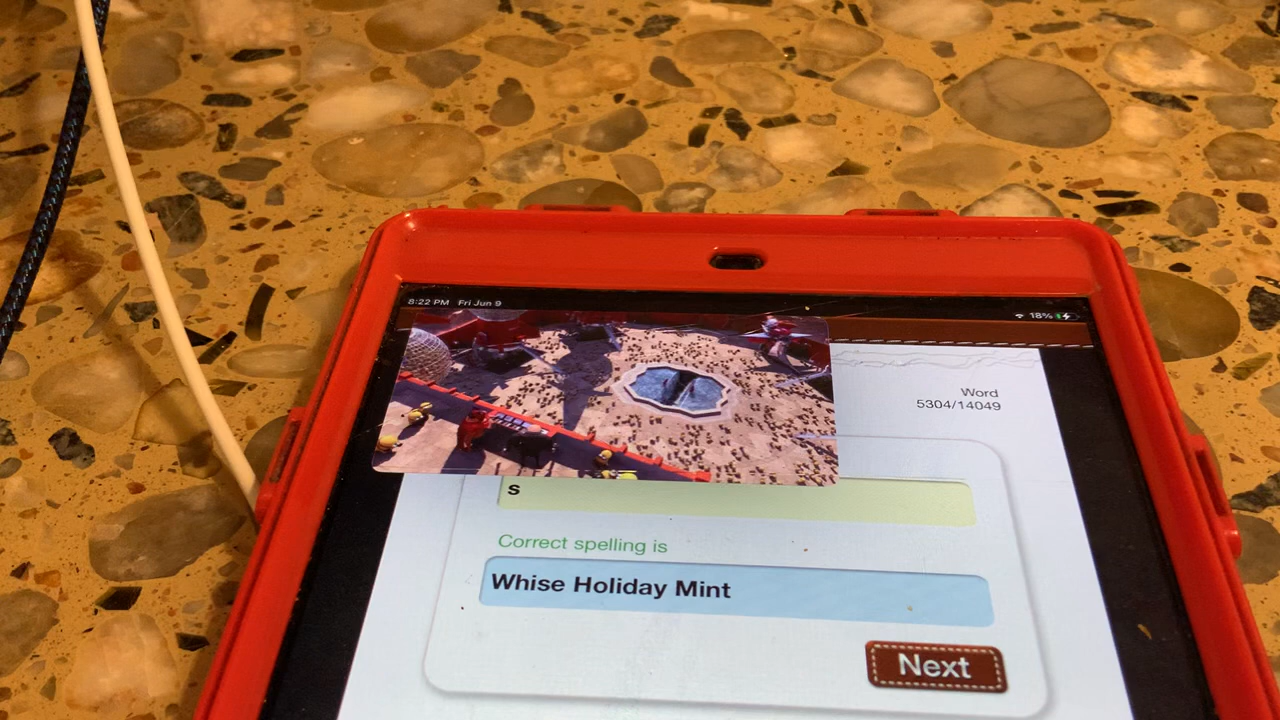 8:22 PM Fri Jun 9
18%
Word
5304/14049
s
Correct spelling is
Whise Holiday Mint
Next